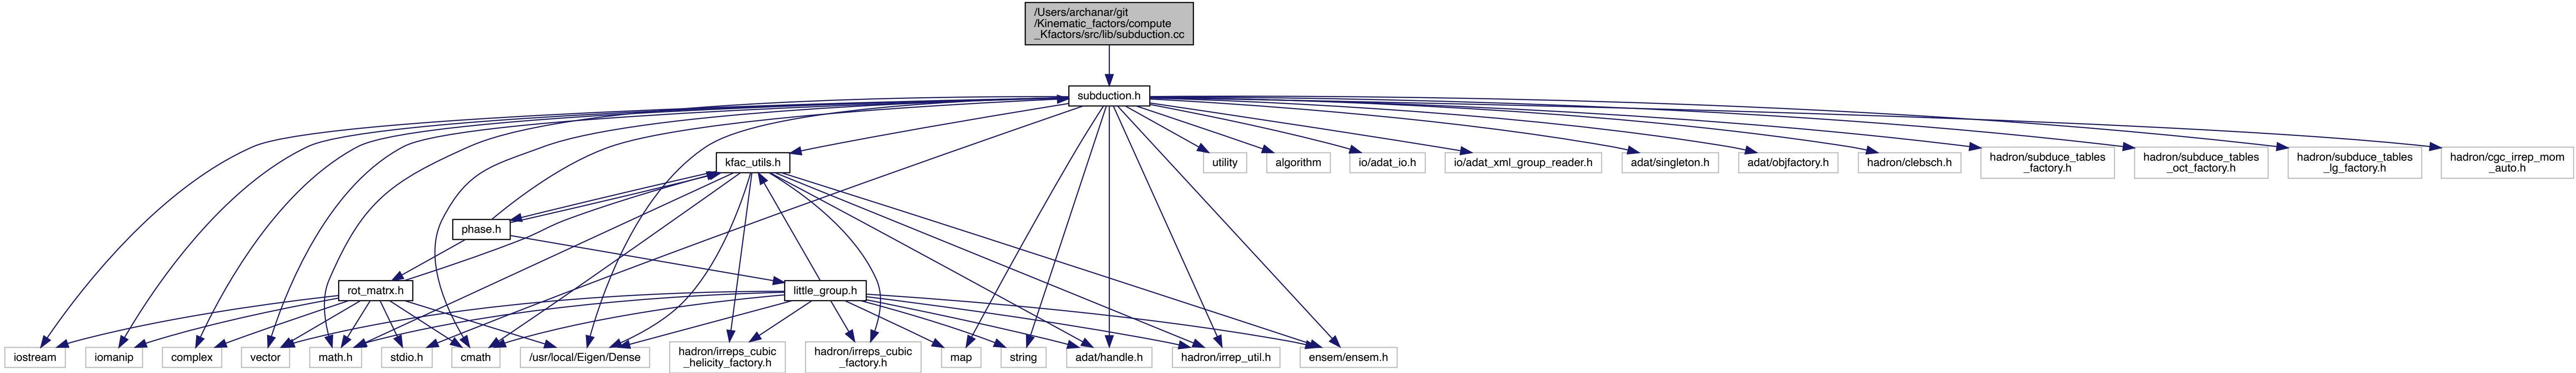 /Users/archanar/git
/Kinematic_factors/compute
_Kfactors/src/lib/subduction.cc
subduction.h
kfac_utils.h
utility
algorithm
io/adat_io.h
io/adat_xml_group_reader.h
adat/singleton.h
adat/objfactory.h
hadron/clebsch.h
hadron/subduce_tables
_factory.h
hadron/subduce_tables
_oct_factory.h
hadron/subduce_tables
_lg_factory.h
hadron/cgc_irrep_mom
_auto.h
phase.h
rot_matrx.h
little_group.h
iostream
iomanip
complex
vector
math.h
stdio.h
cmath
/usr/local/Eigen/Dense
hadron/irreps_cubic
_helicity_factory.h
hadron/irreps_cubic
_factory.h
map
string
adat/handle.h
hadron/irrep_util.h
ensem/ensem.h